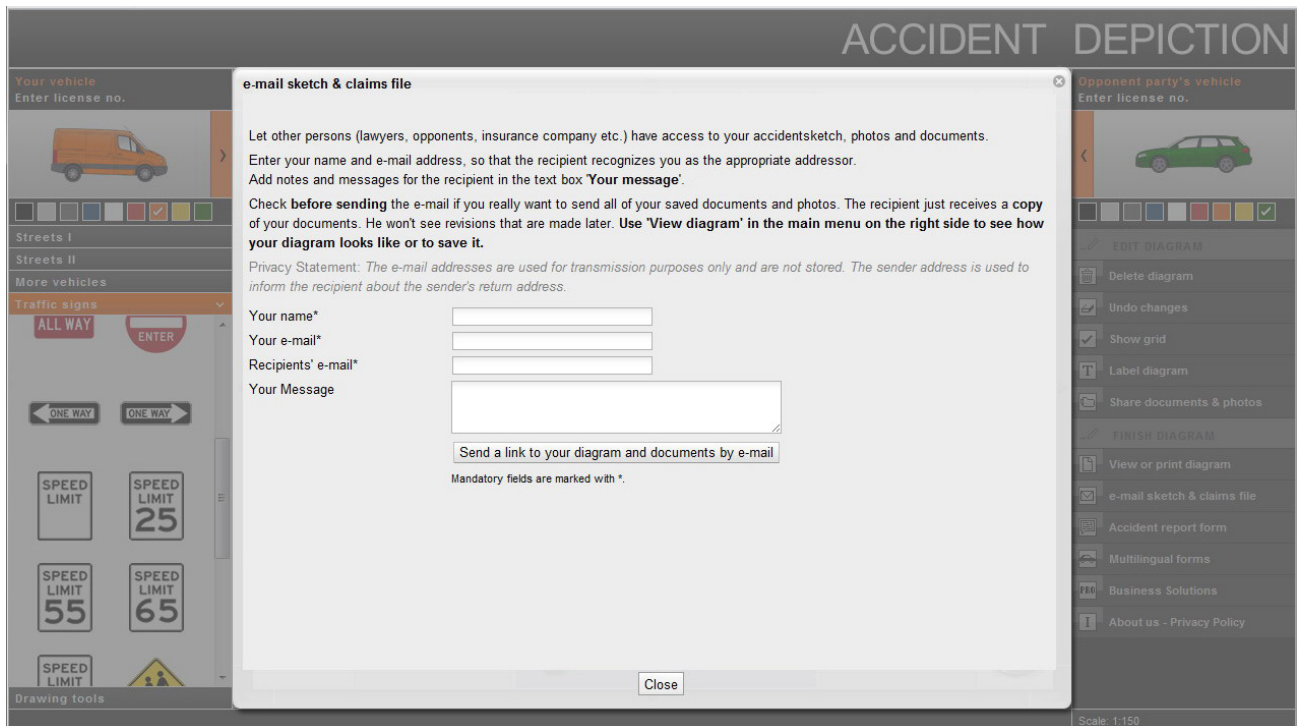 ACCIDENT DEPICTION
Your vehicle
Enter license no.
Streets I
Streets II
More vehicles
Traffic signs
ALL WAY
ENTER
ONE WAY
ONE WAY
SPEED
LIMIT
SPEED
LIMIT
25
SPEED
LIMIT
55
SPEED
LIMIT
65
SPEED
LIMIT
Drawing tools
e-mail sketch & claims file
Let other persons (lawyers, opponents, insurance company etc.) have access to your accidentsketch, photos and documents.
Enter your name and e-mail address, so that the recipient recognizes you as the appropriate addressor.
Add notes and messages for the recipient in the text box 'Your message'.
Check before sending the e-mail if you really want to send all of your saved documents and photos. The recipient just receives a copy
of your documents. He won't see revisions that are made later. Use 'View diagram' in the main menu on the right side to see how
your diagram looks like or to save it.
Privacy Statement: The e-mail addresses are used for transmission purposes only and are not stored. The sender address is used to
inform the recipient about the sender's return address.
Your name*
Your e-mail*
Recipients' e-mail*
Your Message
Send a link to your diagram and documents by e-mail
Mandatory fields are marked with *.
Close
Opponent party's vehicle
Enter license no.
EDIT DIAGRAM
Delete diagram
Undo changes
Show grid
T Label diagram
Share documents & photos
FINISH DIAGRAM
View or print diagram
e-mail sketch & claims file
Accident report form
Multilingual forms
PRO Business Solutions
I About us - Privacy Policy
Scale: 1:150